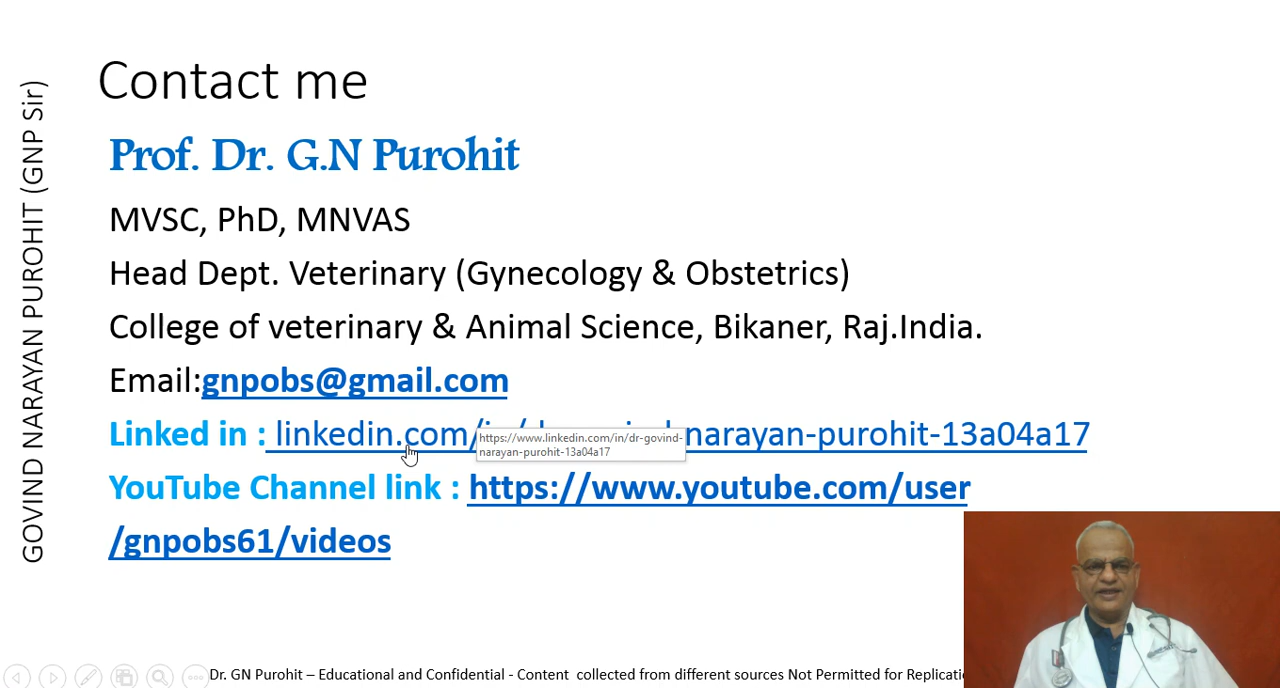 GOVIND NARAYAN PUROHIT (GNP Sir)
Contact me
Prof. Dr. G.N Purohit
MVSC, PhD, MNVAS
Head Dept. Veterinary (Gynecology & Obstetrics)
College of veterinary & Animal Science, Bikaner, Raj.India.
Email:gnpobs@gmail.com
Linked in : linkedin.com/in/dr-govind-narayan-purohit-13a04a17
https://www.linkedin.com/in/dr-govind-
narayan-purohit-13a04a17
YouTube Channel link : https://www.youtube.com/user
/gnpobs61/videos
Dr. GN Purohit – Educational and Confidential - Content collected from different sources Not Permitted for